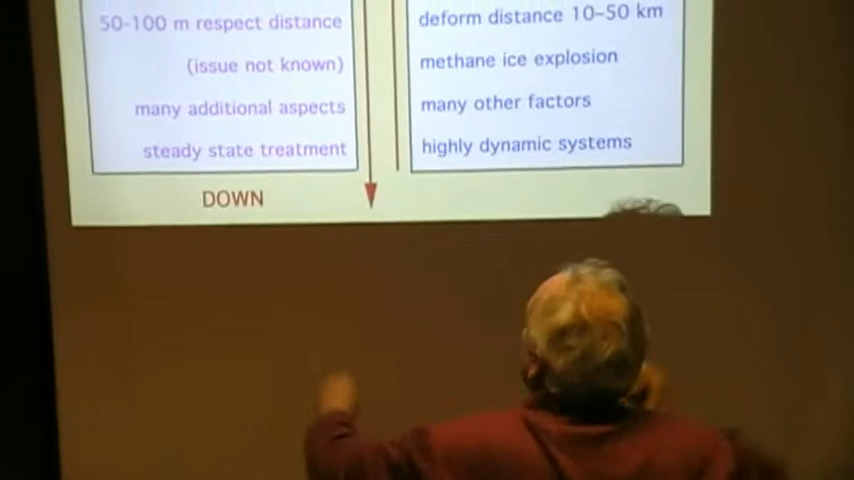 50-100 m respect distance
(issue not known)
many additional aspects
steady state treatment
DOWN
deform distance 10–50 km
methane ice explosion
many other factors
highly dynamic systems